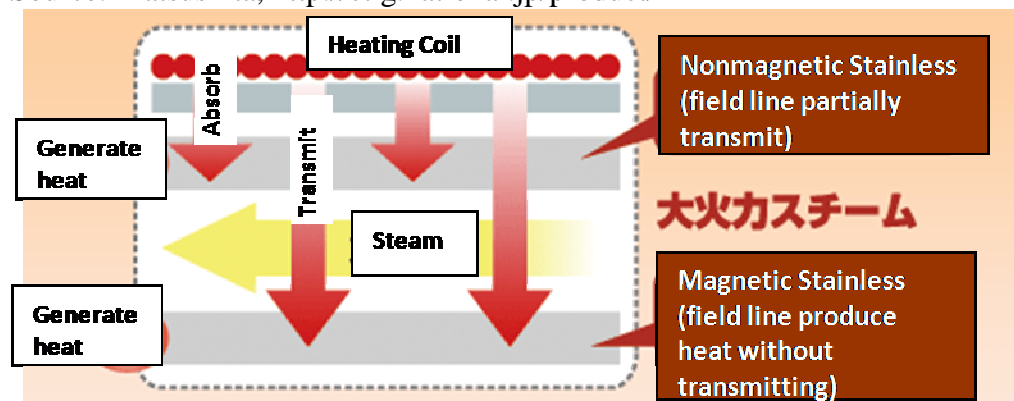 Heating Coil
Absorb
Transmit
Nonmagnetic Stainless
(field line partially
transmit)
Generate
heat
大火力スチーム
Steam
Magnetic Stainless
(field line produce
heat without
transmitting)
Generate
heat